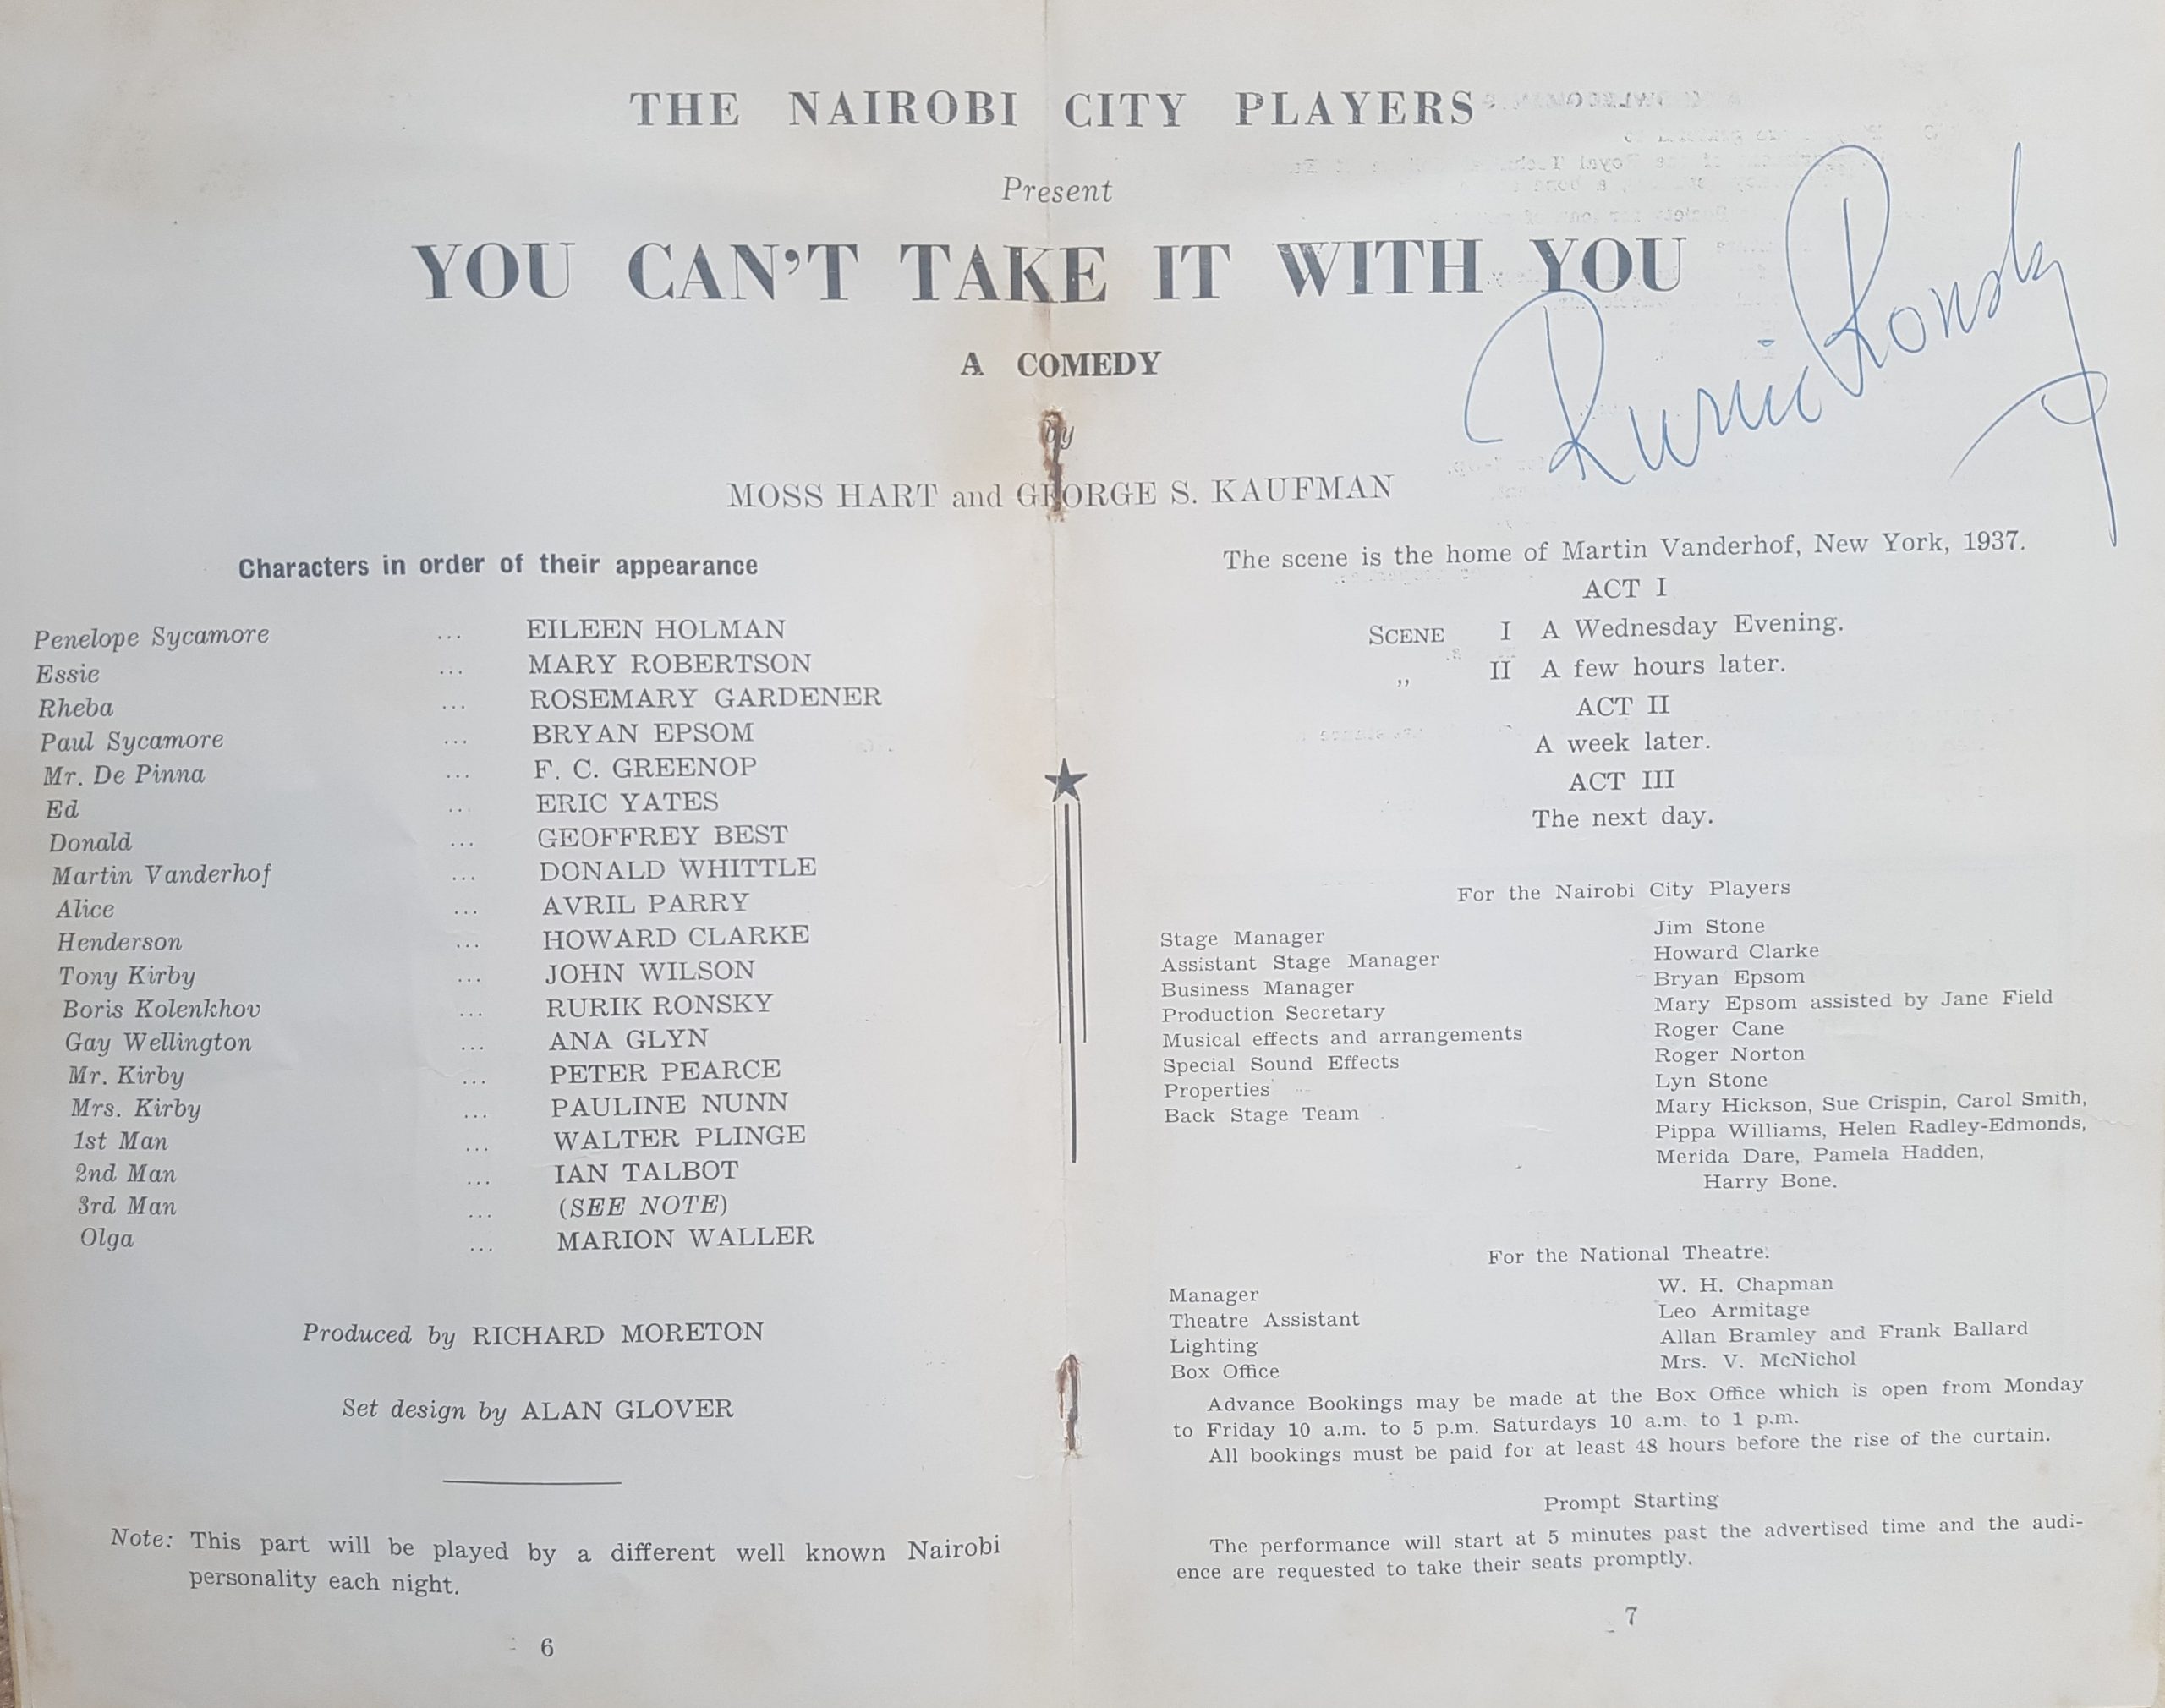 THE NAIROBI CITY PLAYERS
Present
YOU CAN'T TAKE IT WITH YOU
A COMEDY
by
MOSS HART and GEORGE S. KAUFMAN
Ruric Ronsky
Characters in order of their appearance
Penelope Sycamore ... EILEEN HOLMAN
Essie ... MARY ROBERTSON
Rheba ... ROSEMARY GARDENER
Paul Sycamore ... BRYAN EPSOM
Mr. De Pinna ... F. C. GREENOP
Ed ... ERIC YATES
Donald ... GEOFFREY BEST
Martin Vanderhof ... DONALD WHITTLE
Alice ... AVRIL PARRY
Henderson ... HOWARD CLARKE
Tony Kirby ... JOHN WILSON
Boris Kolenkhov ... RURIK RONSKY
Gay Wellington ... ANA GLYN
Mr. Kirby ... PETER PEARCE
Mrs. Kirby ... PAULINE NUNN
1st Man ... WALTER PLINGE
2nd Man ... IAN TALBOT
3rd Man ... (SEE NOTE)
Olga ... MARION WALLER
Produced by RICHARD MORETON
Set design by ALAN GLOVER
Note: This part will be played by a different well known Nairobi
personality each night.
6
The scene is the home of Martin Vanderhof, New York, 1937.
ACT I
SCENE I A Wednesday Evening.
,, II A few hours later.
ACT II
A week later.
ACT III
The next day.
For the Nairobi City Players
Stage Manager Jim Stone
Assistant Stage Manager Howard Clarke
Business Manager Bryan Epsom
Production Secretary Mary Epsom assisted by Jane Field
Musical effects and arrangements Roger Cane
Special Sound Effects Roger Norton
Properties Lyn Stone
Back Stage Team Mary Hickson, Sue Crispin, Carol Smith,
Pippa Williams, Helen Radley-Edmonds,
Merida Dare, Pamela Hadden,
Harry Bone.
For the National Theatre.
Manager W. H. Chapman
Theatre Assistant Leo Armitage
Lighting Allan Bramley and Frank Ballard
Box Office Mrs. V. McNichol
Advance Bookings may be made at the Box Office which is open from Monday
to Friday 10 a.m. to 5 p.m. Saturdays 10 a.m. to 1 p.m.
All bookings must be paid for at least 48 hours before the rise of the curtain.
Prompt Starting
The performance will start at 5 minutes past the advertised time and the audi-
ence are requested to take their seats promptly.
7